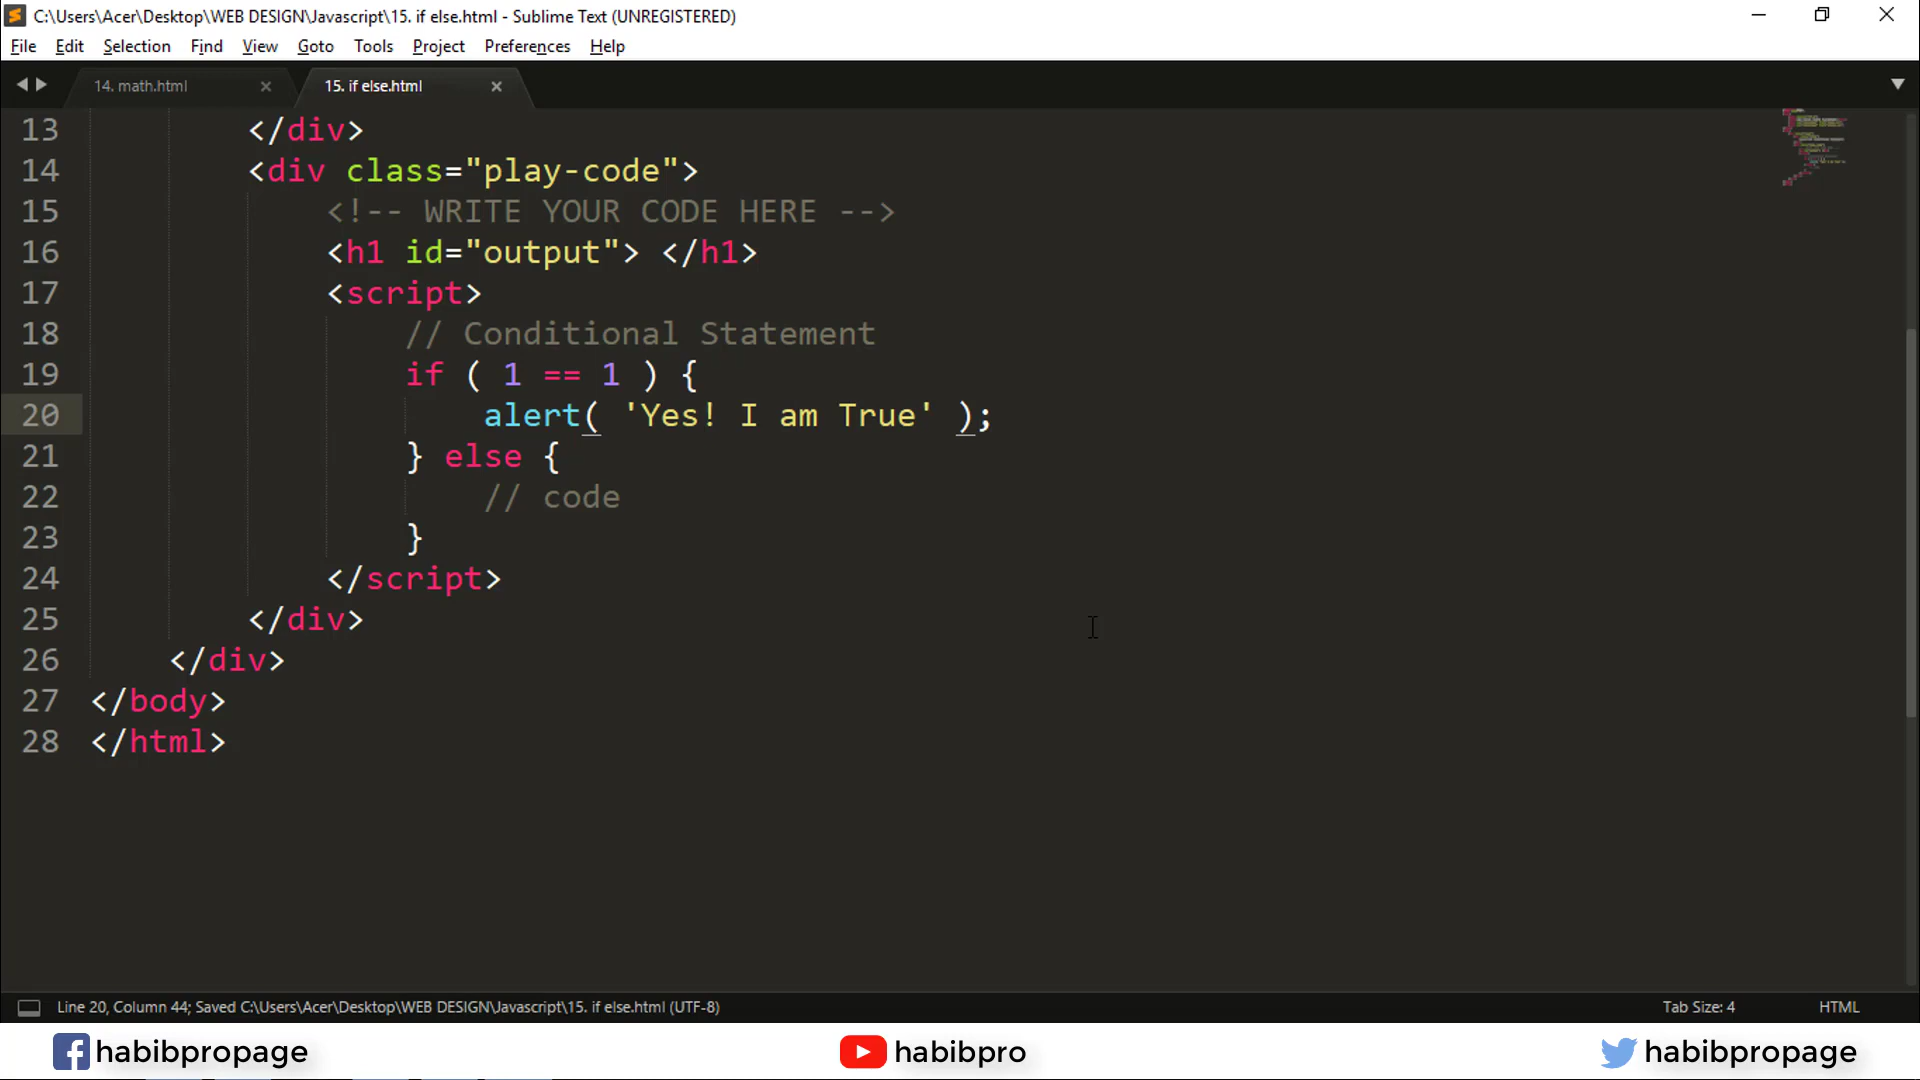 C:\Users\Acer\Desktop\WEB DESIGN\Javascript\15. if else.html - Sublime Text (UNREGISTERED)
File Edit Selection Find View Goto Tools Project Preferences Help
14. math.html 15. if else.html
13 </div>
14 <div class="play-code">
15 <!-- WRITE YOUR CODE HERE -->
16 <h1 id="output"> </h1>
17 <script>
18 // Conditional Statement
19 if ( 1 == 1 ) {
20 alert( 'Yes! I am True' );
21 } else {
22 // code
23 }
24 </script>
25 </div>
26 </div>
27 </body>
28 </html>
Line 20, Column 44; Saved C:\Users\Acer\Desktop\WEB DESIGN\Javascript\15. if else.html (UTF-8) Tab Size: 4 HTML
habibpropage habibpro habibpropage